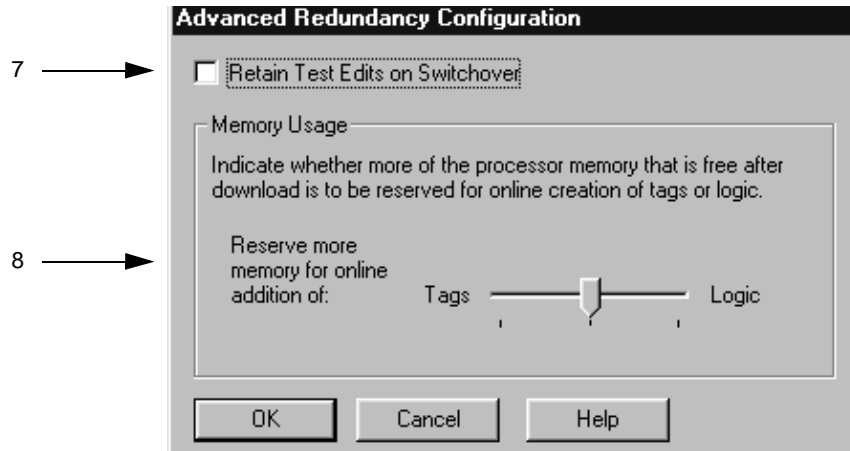 Advanced Redundancy Configuration
7
Retain Test Edits on Switchover
Memory Usage
Indicate whether more of the processor memory that is free after
download is to be reserved for online creation of tags or logic.
8
Reserve more
memory for online
addition of:
Tags
Logic
OK
Cancel
Help